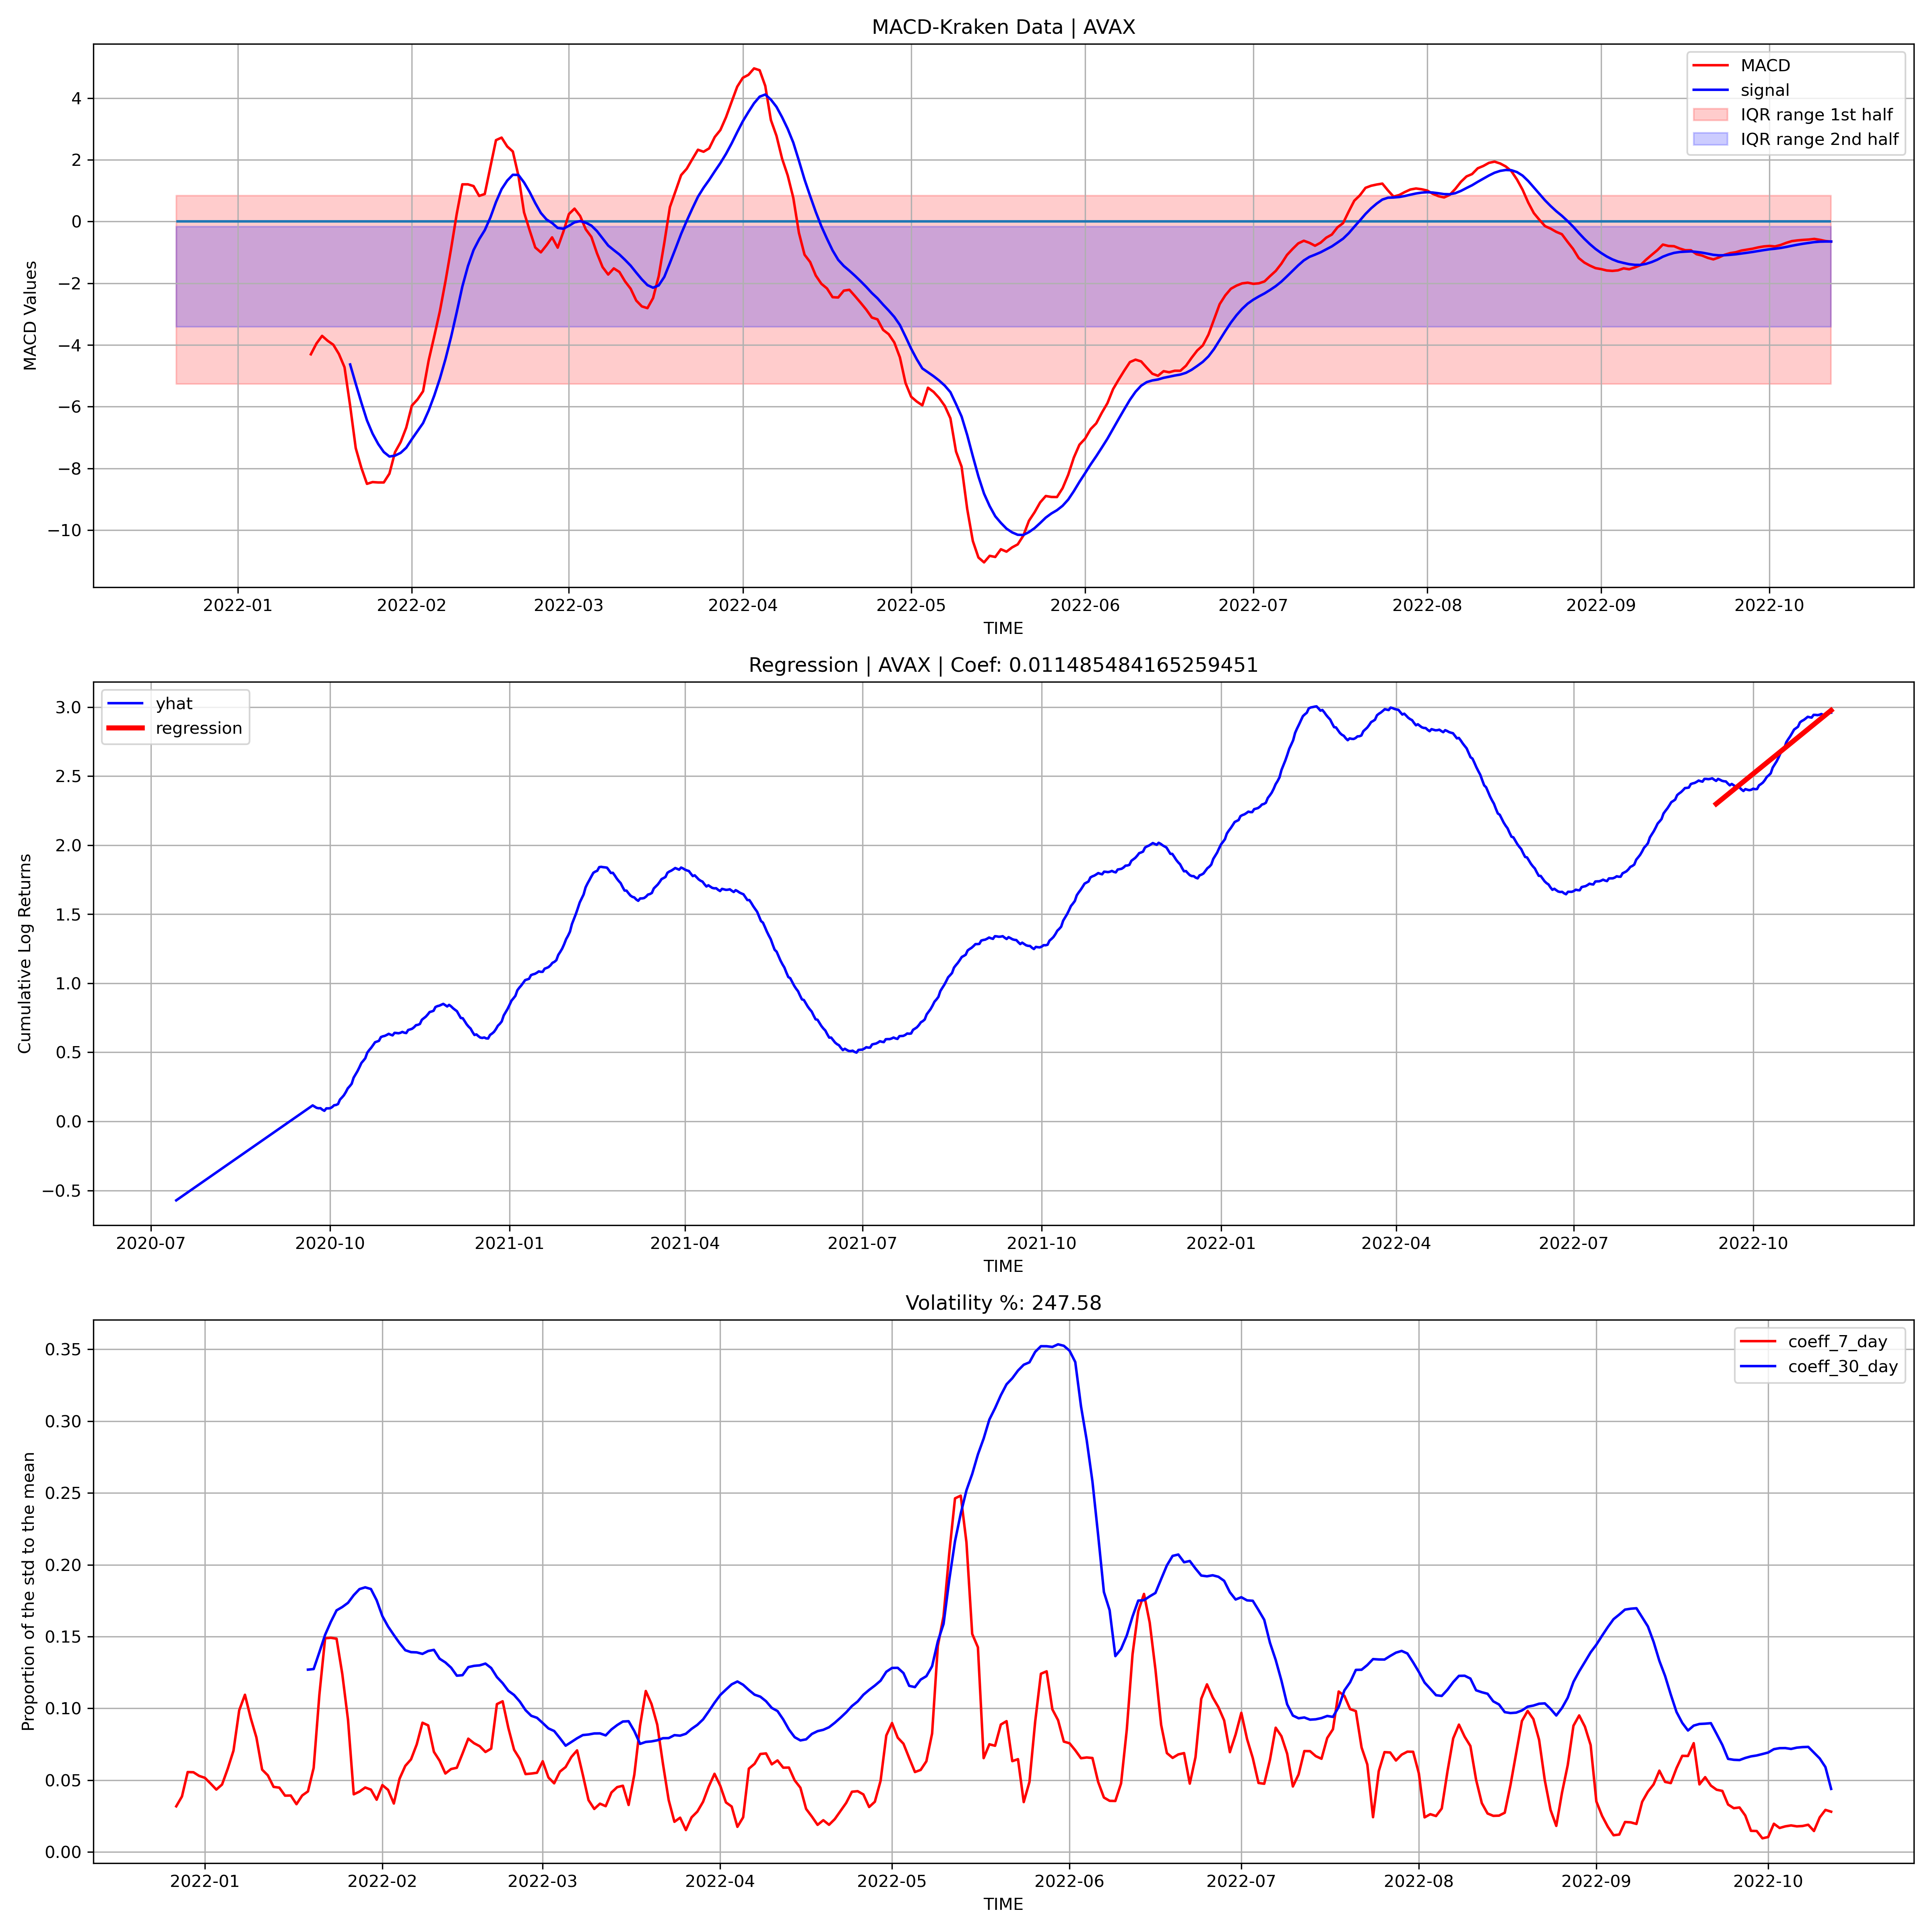 MACD-Kraken Data | AVAX
MACD
signal
IQR range 1st half
IQR range 2nd half
MACD Values
4
2
0
−2
−4
−6
−8
−10
2022-01 2022-02 2022-03 2022-04 2022-05 2022-06 2022-07 2022-08 2022-09 2022-10
TIME
Regression | AVAX | Coef: 0.011485484165259451
yhat
regression
Cumulative Log Returns
3.0
2.5
2.0
1.5
1.0
0.5
0.0
−0.5
2020-07 2020-10 2021-01 2021-04 2021-07 2021-10 2022-01 2022-04 2022-07 2022-10
TIME
Volatility %: 247.58
coeff_7_day
coeff_30_day
Proportion of the std to the mean
0.35
0.30
0.25
0.20
0.15
0.10
0.05
0.00
2022-01 2022-02 2022-03 2022-04 2022-05 2022-06 2022-07 2022-08 2022-09 2022-10
TIME